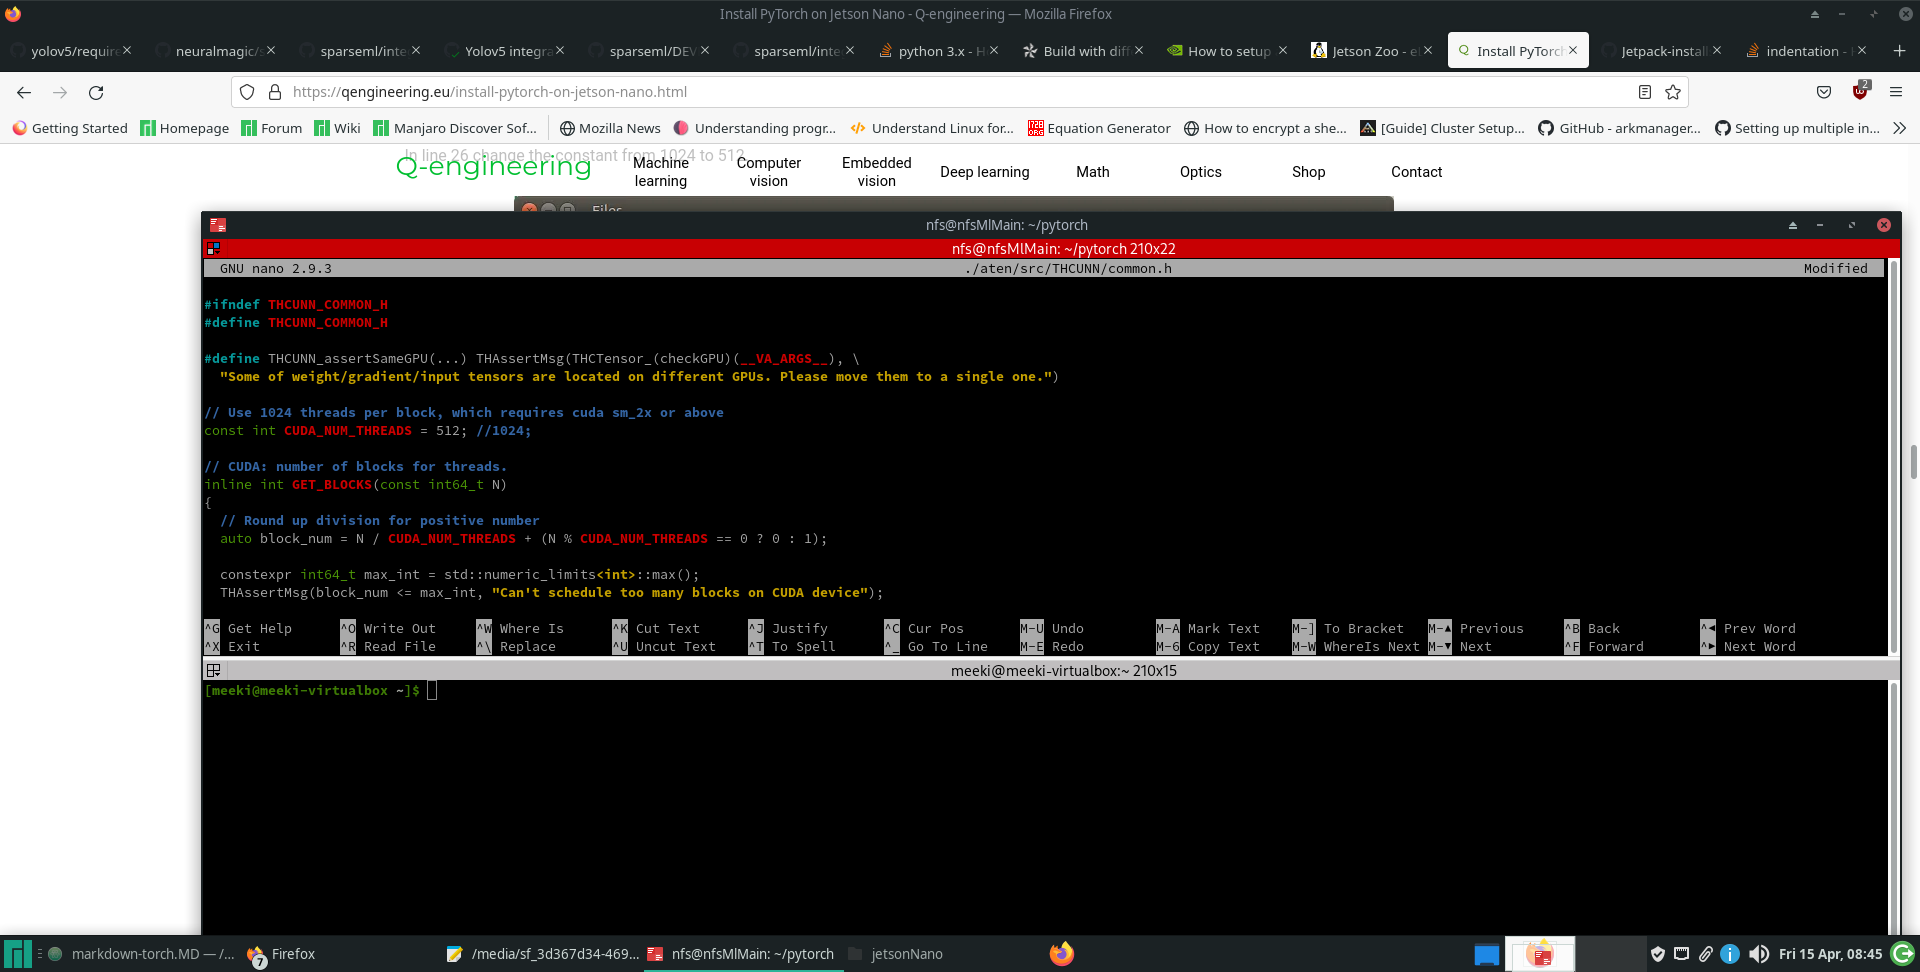 Install PyTorch on Jetson Nano - Q-engineering — Mozilla Firefox
yolov5/require
neuralmagic/s
sparseml/inte
Yolov5 integra
sparseml/DEV
sparseml/inte
python 3.x - H
Build with diff
How to setup
Jetson Zoo - e
Install PyTorch
Jetpack-install
indentation -
https://qengineering.eu/install-pytorch-on-jetson-nano.html
2
Getting Started
Homepage
Forum
Wiki
Manjaro Discover Sof...
Mozilla News
Understanding progr...
Understand Linux for...
Equation Generator
How to encrypt a she...
[Guide] Cluster Setup...
GitHub - arkmanager...
Setting up multiple in...
In line 26 change the constant from 1024 to 512
Q-engineering
Machine learning
Computer vision
Embedded vision
Deep learning
Math
Optics
Shop
Contact
Files
nfs@nfsMlMain: ~/pytorch
nfs@nfsMlMain: ~/pytorch 210x22
GNU nano 2.9.3 ./aten/src/THCUNN/common.h Modified
#ifndef THCUNN_COMMON_H
#define THCUNN_COMMON_H
#define THCUNN_assertSameGPU(...) THAssertMsg(THCTensor_(checkGPU)(__VA_ARGS__), \
"Some of weight/gradient/input tensors are located on different GPUs. Please move them to a single one.")
// Use 1024 threads per block, which requires cuda sm_2x or above
const int CUDA_NUM_THREADS = 512; //1024;
// CUDA: number of blocks for threads.
inline int GET_BLOCKS(const int64_t N)
{
// Round up division for positive number
auto block_num = N / CUDA_NUM_THREADS + (N % CUDA_NUM_THREADS == 0 ? 0 : 1);
constexpr int64_t max_int = std::numeric_limits<int>::max();
THAssertMsg(block_num <= max_int, "Can't schedule too many blocks on CUDA device");
^G Get Help ^O Write Out ^W Where Is ^K Cut Text ^J Justify ^C Cur Pos M-U Undo M-A Mark Text M-] To Bracket M-▲ Previous ^B Back ^◄ Prev Word
^X Exit ^R Read File ^\ Replace ^U Uncut Text ^T To Spell ^_ Go To Line M-E Redo M-6 Copy Text M-W WhereIs Next M-▼ Next ^F Forward ^► Next Word
meeki@meeki-virtualbox:~ 210x15
[meeki@meeki-virtualbox ~]$
markdown-torch.MD — /...
7
Firefox
/media/sf_3d367d34-469...
nfs@nfsMlMain: ~/pytorch
jetsonNano
Fri 15 Apr, 08:45